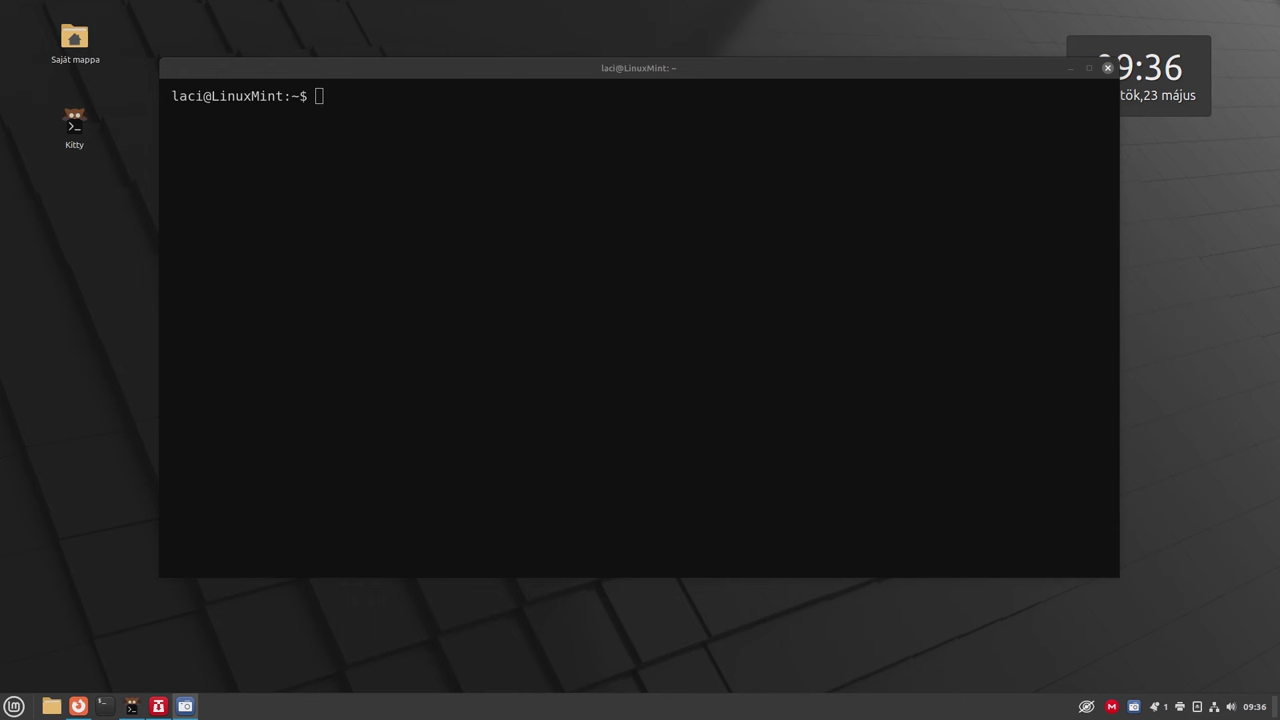 Saját mappa
Kitty
laci@LinuxMint: ~
laci@LinuxMint:~$
9:36
tök,23 május
1
09:36